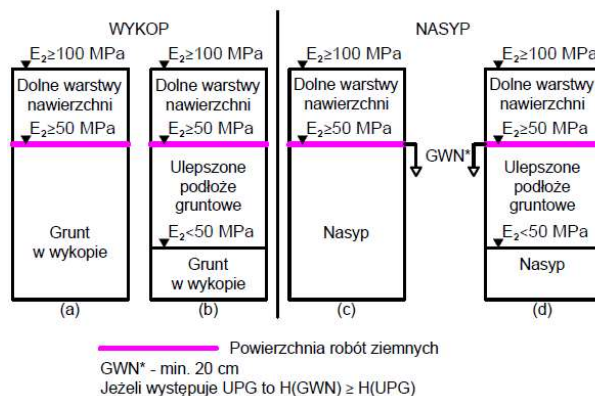 WYKOP
NASYP
E₂≥100 MPa
E₂≥100 MPa
E₂≥100 MPa
E₂≥100 MPa
Dolne warstwy
nawierzchni
Dolne warstwy
nawierzchni
Dolne warstwy
nawierzchni
Dolne warstwy
nawierzchni
E₂≥50 MPa
E₂≥50 MPa
E₂≥50 MPa
E₂≥50 MPa
GWN*
Grunt
w wykopie
Ulepszone
podłoże
gruntowe
Nasyp
Ulepszone
podłoże
gruntowe
E₂<50 MPa
E₂<50 MPa
Grunt
w wykopie
Nasyp
(a)
(b)
(c)
(d)
Powierzchnia robót ziemnych
GWN* - min. 20 cm
Jeżeli występuje UPG to H(GWN) ≥ H(UPG)